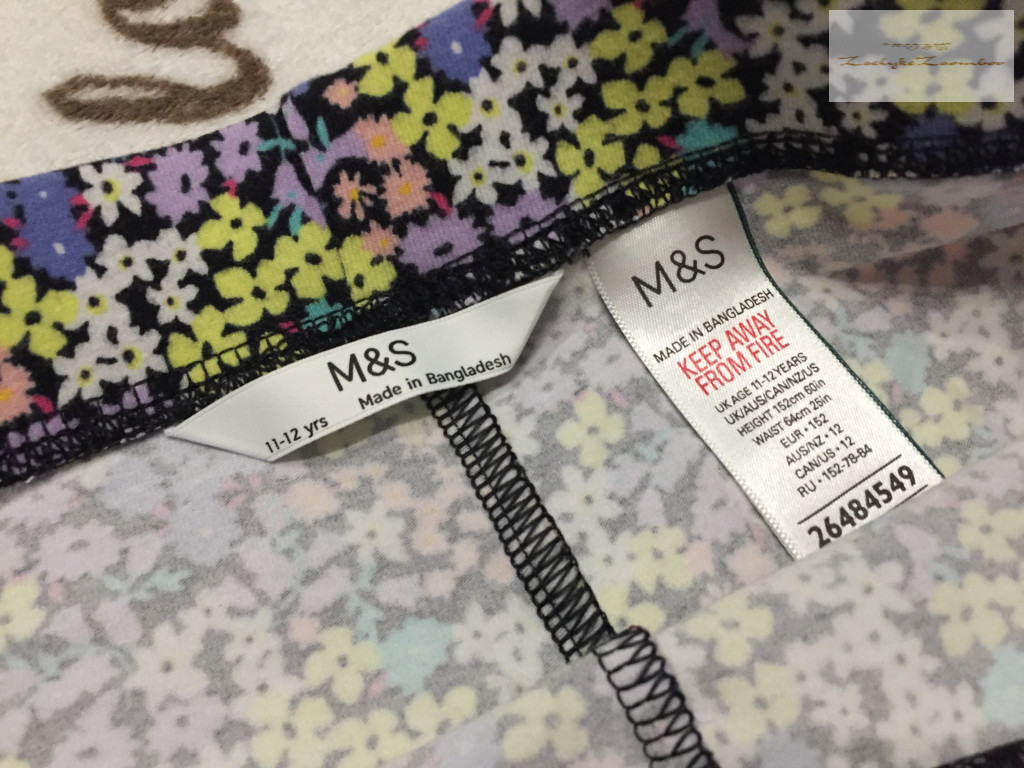 M&S
Made in Bangladesh
11-12 yrs
M&S
MADE IN BANGLADESH
KEEP AWAY
FROM FIRE
UK AGE 11-12YEARS
UK/AUS/CAN/NZ/US
HEIGHT 152cm 60in
WAIST 64cm 25in
EUR • 152
AUS/NZ • 12
CAN/US • 12
RU • 152-78-84
26484549